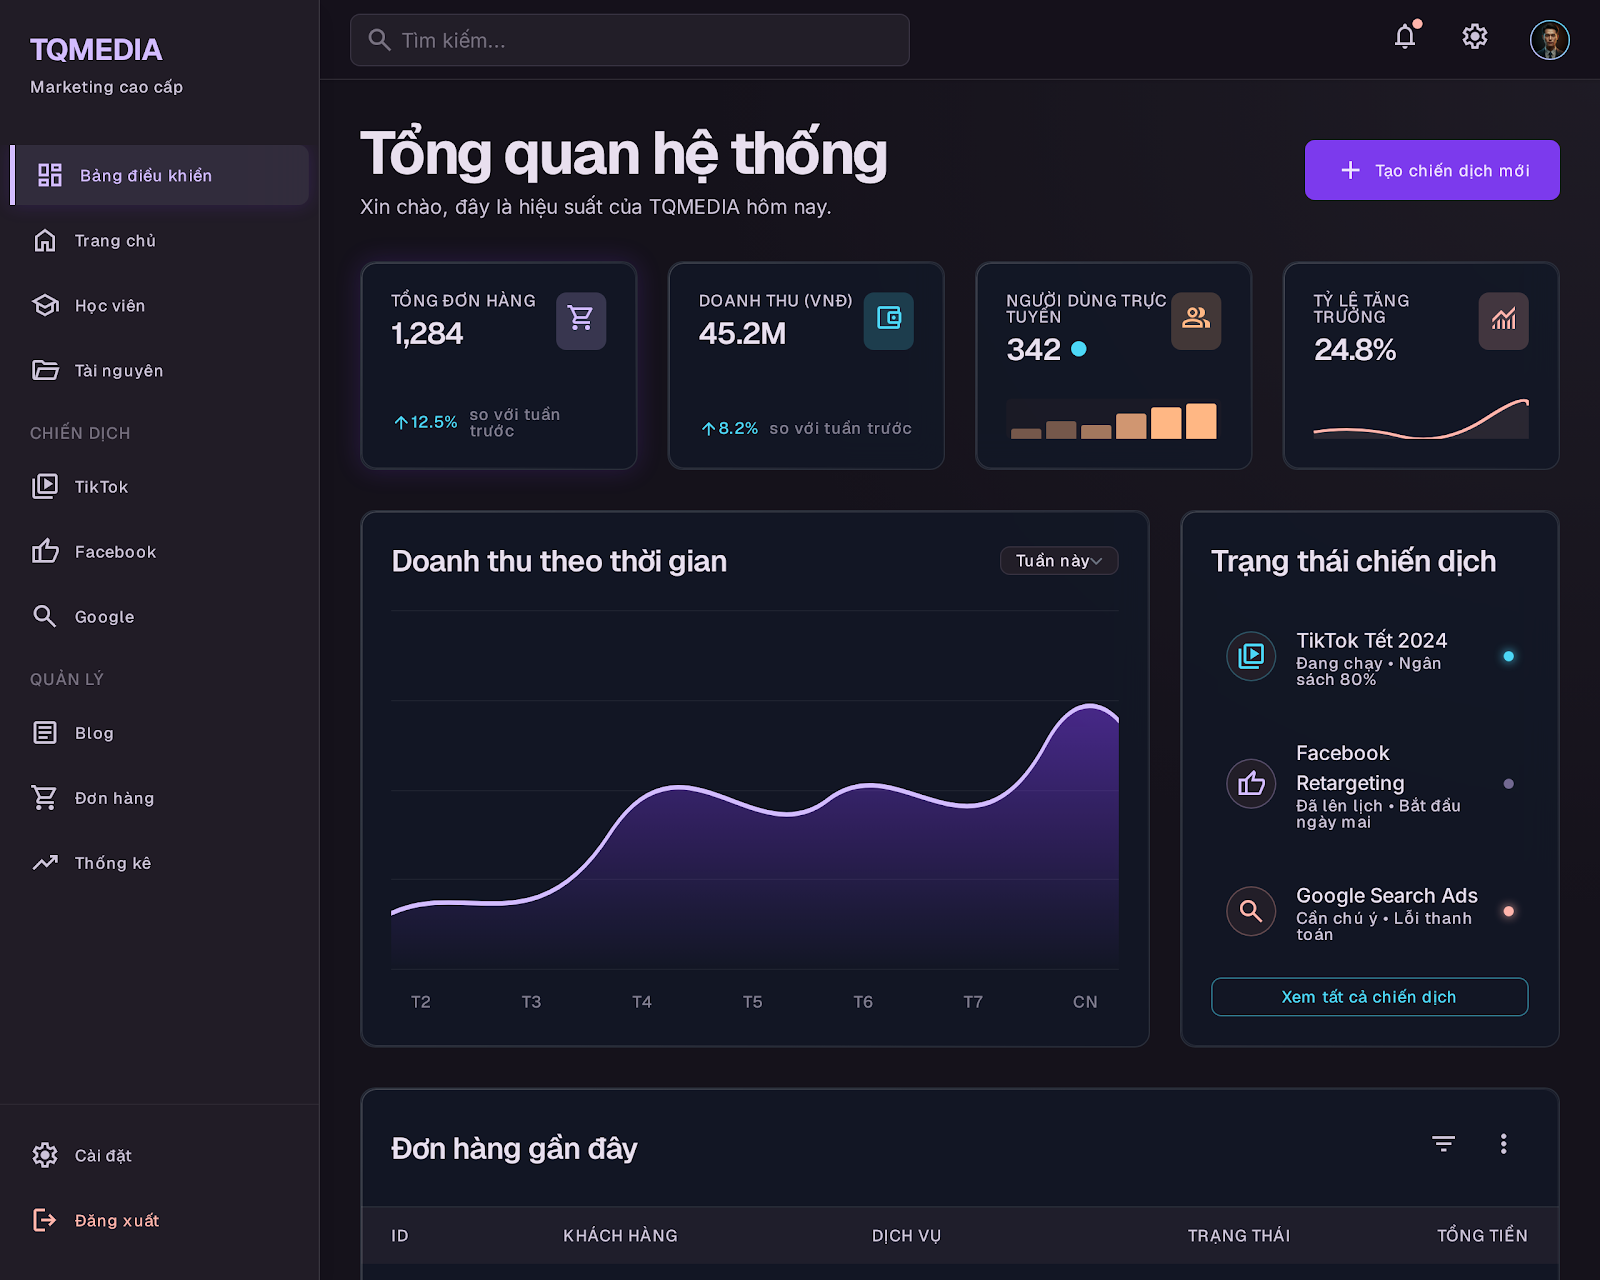 TQMEDIA
Marketing cao cấp
Bảng điều khiển
Trang chủ
Học viên
Tài nguyên
CHIẾN DỊCH
TikTok
Facebook
Google
QUẢN LÝ
Blog
Đơn hàng
Thống kê
Cài đặt
Đăng xuất
Tìm kiếm...
Tổng quan hệ thống
Xin chào, đây là hiệu suất của TQMEDIA hôm nay.
Tạo chiến dịch mới
TỔNG ĐƠN HÀNG
1,284
12.5%
so với tuần
trước
DOANH THU (VNĐ)
45.2M
8.2%
so với tuần trước
NGƯỜI DÙNG TRỰC
TUYẾN
342
TỶ LỆ TĂNG
TRƯỞNG
24.8%
Doanh thu theo thời gian
Tuần này
T2
T3
T4
T5
T6
T7
CN
Trạng thái chiến dịch
TikTok Tết 2024
Đang chạy • Ngân
sách 80%
Facebook
Retargeting
Đã lên lịch • Bắt đầu
ngày mai
Google Search Ads
Cần chú ý • Lỗi thanh
toán
Xem tất cả chiến dịch
Đơn hàng gần đây
ID
KHÁCH HÀNG
DỊCH VỤ
TRẠNG THÁI
TỔNG TIỀN